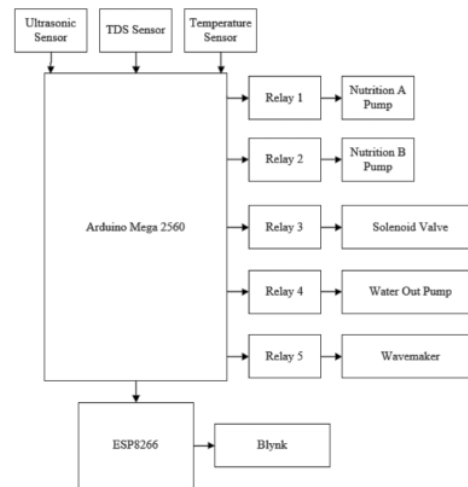 Ultrasonic
Sensor
TDS Sensor
Temperature
Sensor
Relay 1
Nutrition A
Pump
Relay 2
Nutrition B
Pump
Arduino Mega 2560
Relay 3
Solenoid Valve
Relay 4
Water Out Pump
Relay 5
Wavemaker
ESP8266
Blynk